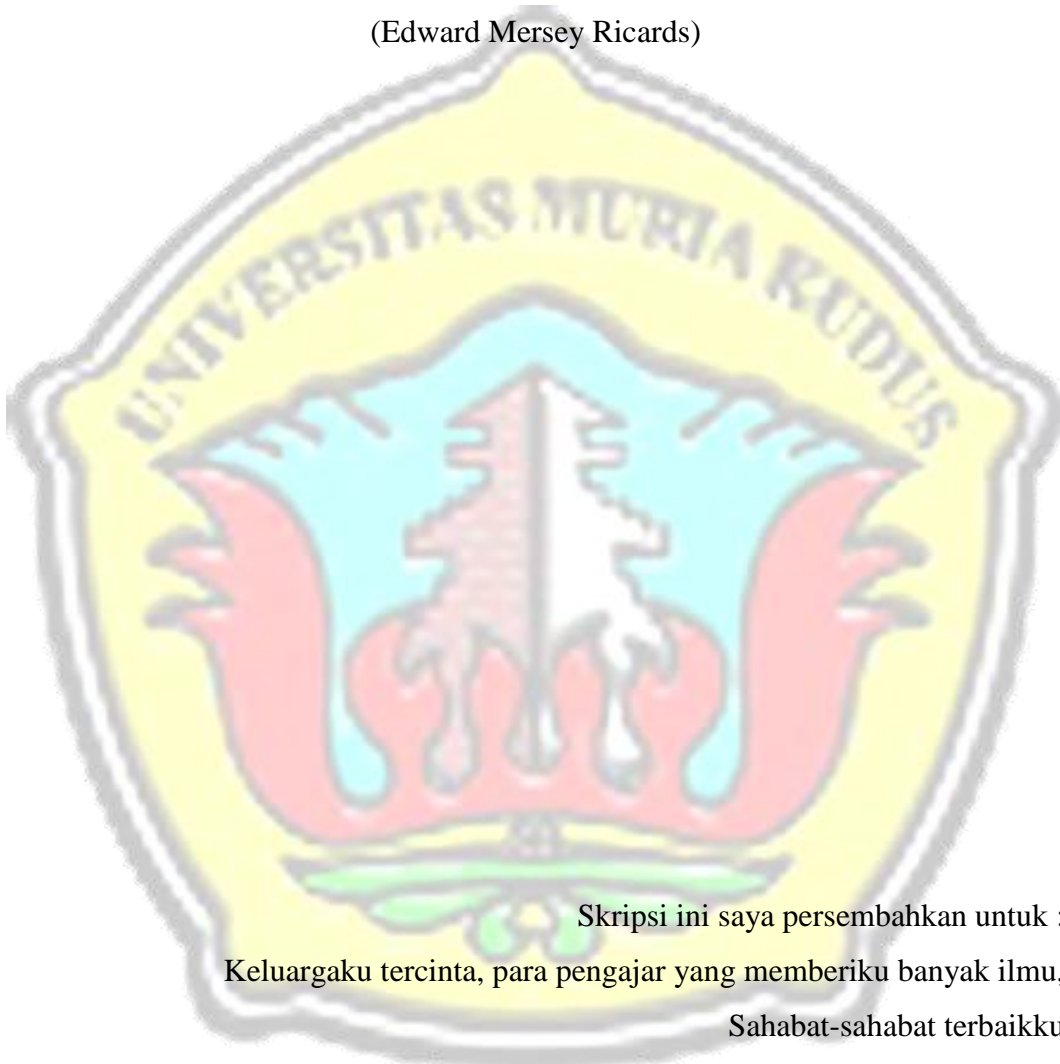 (Edward Mersey Ricards)
UNIVERSITAS MURIA KUDUS
Skripsi ini saya persembahkan untuk :
Keluargaku tercinta, para pengajar yang memberiku banyak ilmu,
Sahabat-sahabat terbaikku